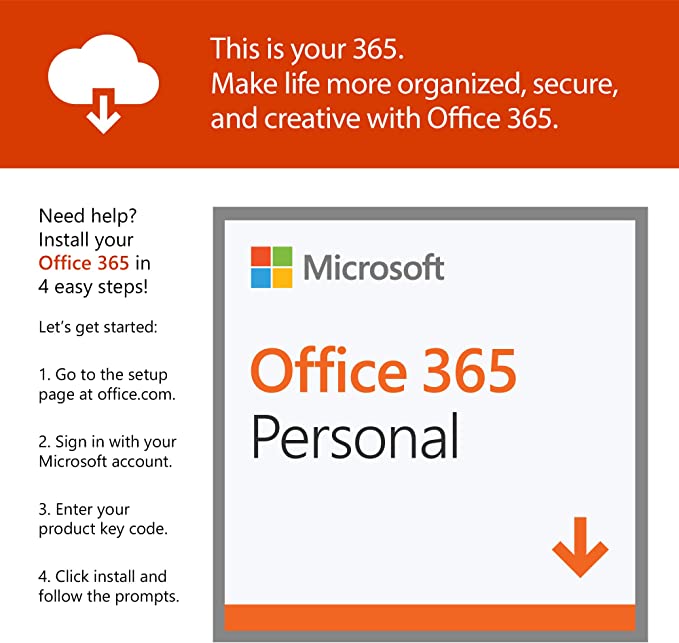 This is your 365.
Make life more organized, secure,
and creative with Office 365.
Need help?
Install your
Office 365 in
4 easy steps!
Let's get started:
1. Go to the setup
page at office.com.
2. Sign in with your
Microsoft account.
3. Enter your
product key code.
4. Click install and
follow the prompts.
Microsoft
Office 365
Personal